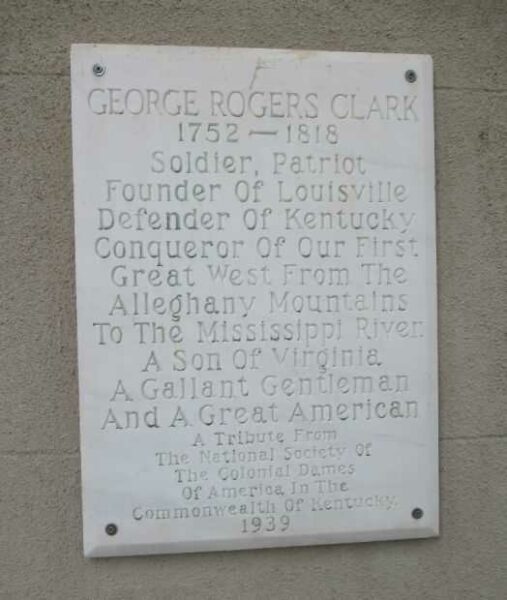 GEORGE ROGERS CLARK
1752 — 1818
Soldier, Patriot
Founder Of Louisville
Defender Of Kentucky
Conqueror Of Our First
Great West From The
Alleghany Mountains
To The Mississippi River.
A Son Of Virginia
A Gallant Gentleman
And A Great American
A Tribute From
The National Society Of
The Colonial Dames
Of America In The
Commonwealth Of Kentucky.
1939